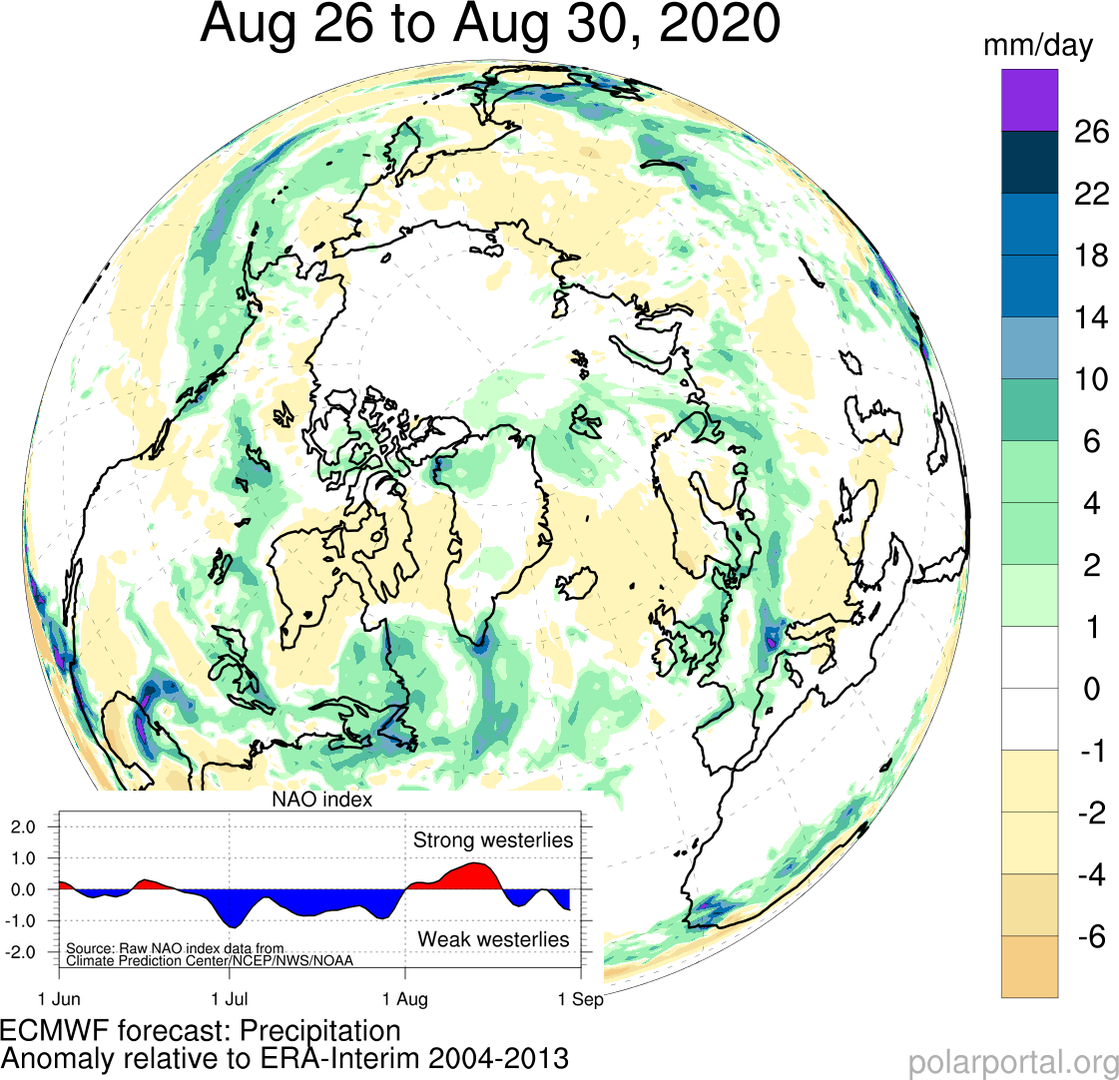 Aug 26 to Aug 30, 2020
mm/day
26
22
18
14
10
6
4
2
1
0
-1
-2
-4
-6
NAO index
2.0
1.0
0.0
-1.0
-2.0
Strong westerlies
Weak westerlies
Source: Raw NAO index data from
Climate Prediction Center/NCEP/NWS/NOAA
1 Jun
1 Jul
1 Aug
1 Sep
ECMWF forecast: Precipitation
Anomaly relative to ERA-Interim 2004-2013
polarportal.org